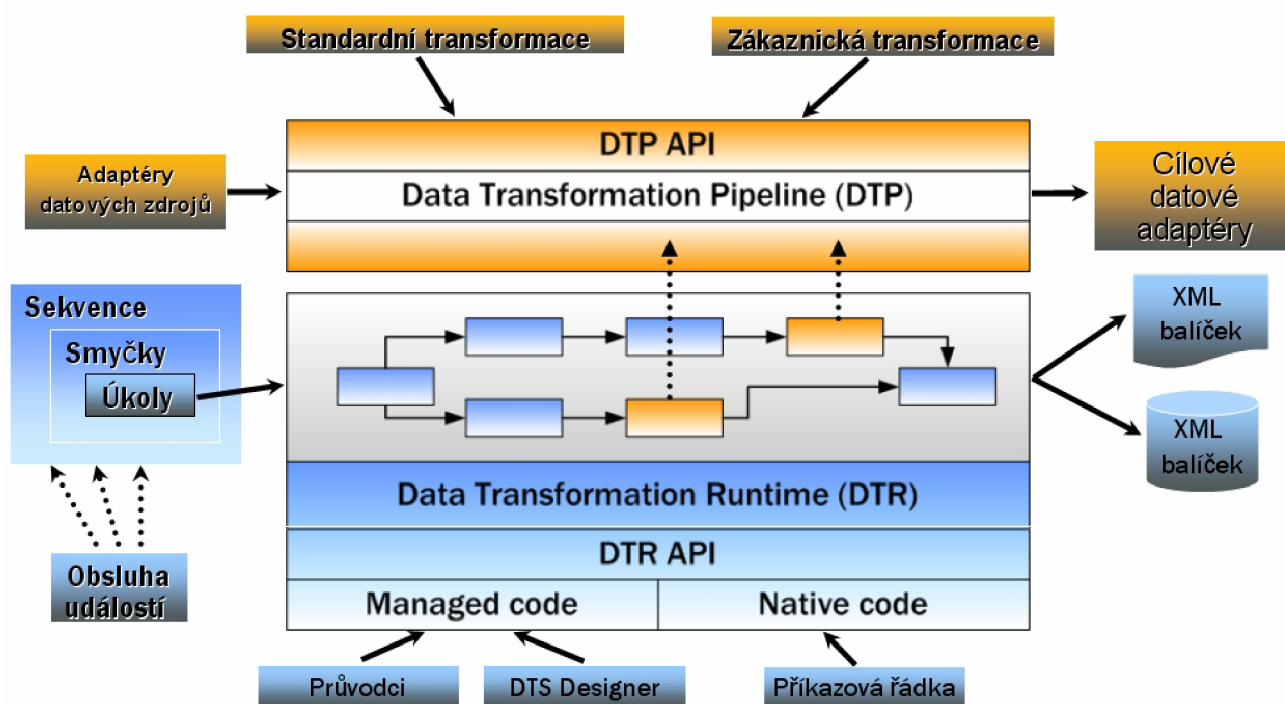 Standardní transformace
Zákaznická transformace
DTP API
Adaptéry
datových zdrojů
Data Transformation Pipeline (DTP)
Cílové
datové
adaptéry
Sekvence
Smyčky
Úkoly
XML
balíček
XML
balíček
Data Transformation Runtime (DTR)
DTR API
Obsluha
událostí
Managed code
Native code
Průvodci
DTS Designer
Příkazová řádka